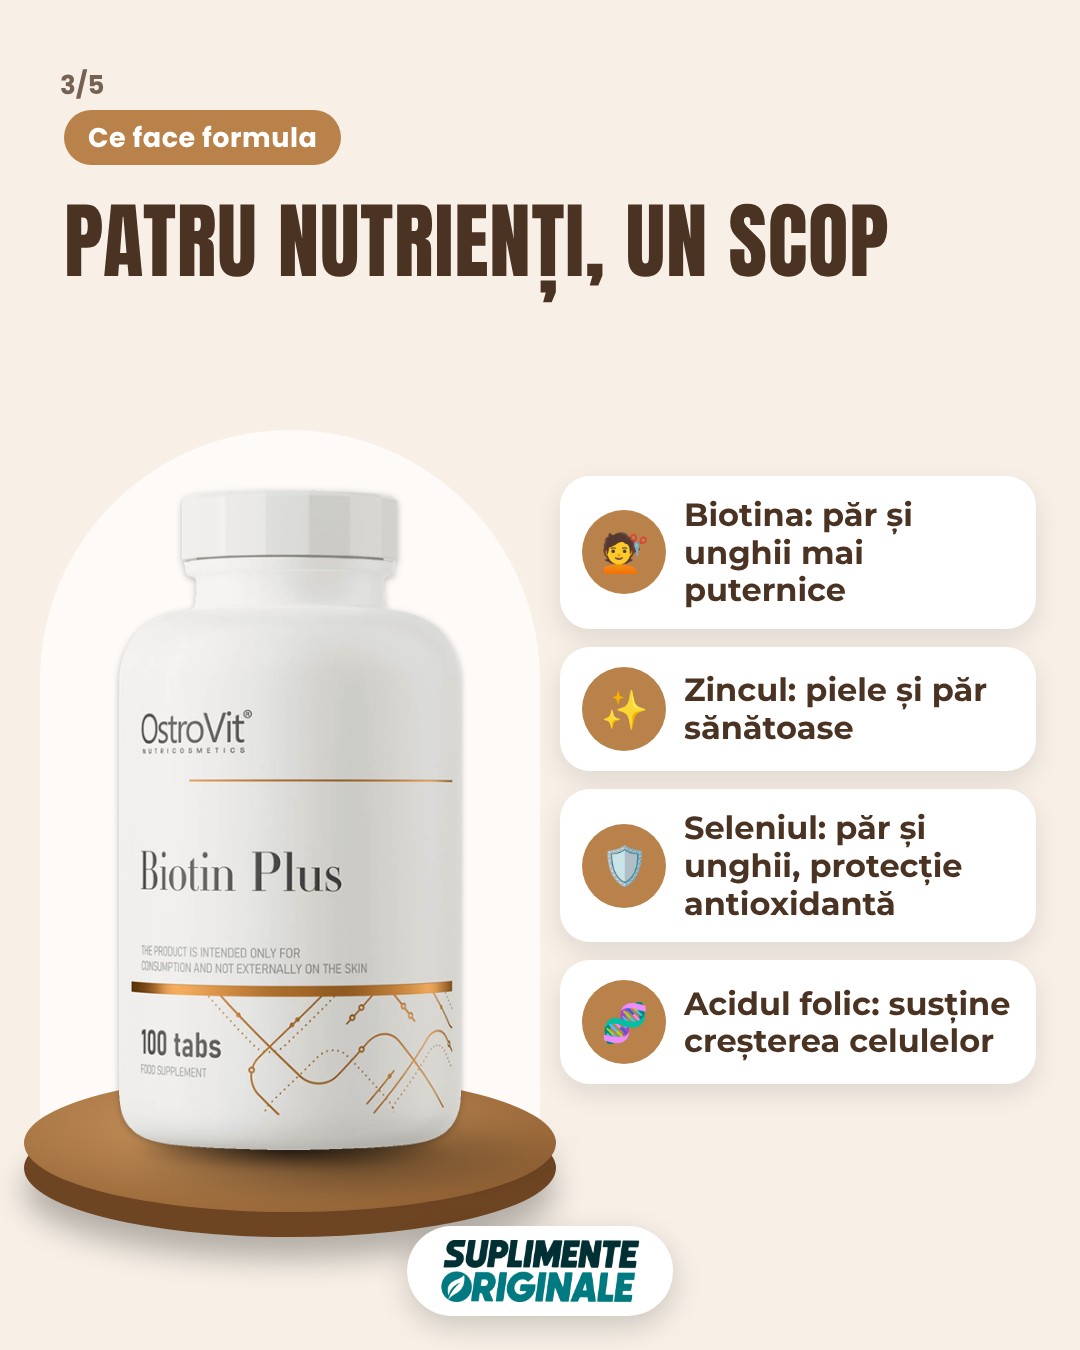 3/5
Ce face formula
PATRU NUTRIENȚI, UN SCOP
OstroVit®
NUTRICOSMETICS
Biotin Plus
THE PRODUCT IS INTENDED ONLY FOR
CONSUMPTION AND NOT EXTERNALLY ON THE SKIN
100 tabs
FOOD SUPPLEMENT
Biotina: păr și
unghii mai
puternice
Zincul: piele și păr
sănătoase
Seleniul: păr și
unghii, protecție
antioxidantă
Acidul folic: susține
creșterea celulelor
SUPLIMENTE
ORIGINALE